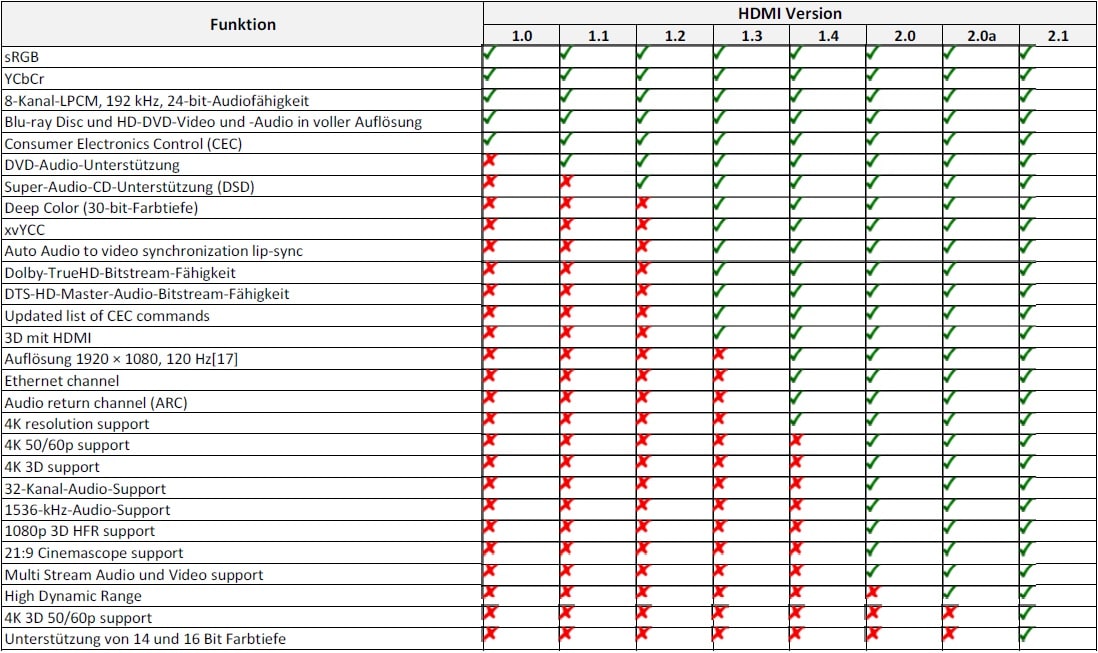 Funktion
HDMI Version
1.0 1.1 1.2 1.3 1.4 2.0 2.0a 2.1
sRGB ✓ ✓ ✓ ✓ ✓ ✓ ✓ ✓
YCbCr ✓ ✓ ✓ ✓ ✓ ✓ ✓ ✓
8-Kanal-LPCM, 192 kHz, 24-bit-Audiofähigkeit ✓ ✓ ✓ ✓ ✓ ✓ ✓ ✓
Blu-ray Disc und HD-DVD-Video und -Audio in voller Auflösung ✓ ✓ ✓ ✓ ✓ ✓ ✓ ✓
Consumer Electronics Control (CEC) ✓ ✓ ✓ ✓ ✓ ✓ ✓ ✓
DVD-Audio-Unterstützung ✗ ✓ ✓ ✓ ✓ ✓ ✓ ✓
Super-Audio-CD-Unterstützung (DSD) ✗ ✗ ✓ ✓ ✓ ✓ ✓ ✓
Deep Color (30-bit-Farbtiefe) ✗ ✗ ✗ ✓ ✓ ✓ ✓ ✓
xvYCC ✗ ✗ ✗ ✓ ✓ ✓ ✓ ✓
Auto Audio to video synchronization lip-sync ✗ ✗ ✗ ✓ ✓ ✓ ✓ ✓
Dolby-TrueHD-Bitstream-Fähigkeit ✗ ✗ ✗ ✓ ✓ ✓ ✓ ✓
DTS-HD-Master-Audio-Bitstream-Fähigkeit ✗ ✗ ✗ ✓ ✓ ✓ ✓ ✓
Updated list of CEC commands ✗ ✗ ✗ ✓ ✓ ✓ ✓ ✓
3D mit HDMI ✗ ✗ ✗ ✓ ✓ ✓ ✓ ✓
Auflösung 1920 × 1080, 120 Hz[17] ✗ ✗ ✗ ✗ ✓ ✓ ✓ ✓
Ethernet channel ✗ ✗ ✗ ✗ ✓ ✓ ✓ ✓
Audio return channel (ARC) ✗ ✗ ✗ ✗ ✓ ✓ ✓ ✓
4K resolution support ✗ ✗ ✗ ✗ ✓ ✓ ✓ ✓
4K 50/60p support ✗ ✗ ✗ ✗ ✗ ✓ ✓ ✓
4K 3D support ✗ ✗ ✗ ✗ ✗ ✓ ✓ ✓
32-Kanal-Audio-Support ✗ ✗ ✗ ✗ ✗ ✓ ✓ ✓
1536-kHz-Audio-Support ✗ ✗ ✗ ✗ ✗ ✓ ✓ ✓
1080p 3D HFR support ✗ ✗ ✗ ✗ ✗ ✓ ✓ ✓
21:9 Cinemascope support ✗ ✗ ✗ ✗ ✗ ✓ ✓ ✓
Multi Stream Audio und Video support ✗ ✗ ✗ ✗ ✗ ✓ ✓ ✓
High Dynamic Range ✗ ✗ ✗ ✗ ✗ ✗ ✓ ✓
4K 3D 50/60p support ✗ ✗ ✗ ✗ ✗ ✗ ✗ ✓
Unterstützung von 14 und 16 Bit Farbtiefe ✗ ✗ ✗ ✗ ✗ ✗ ✗ ✓